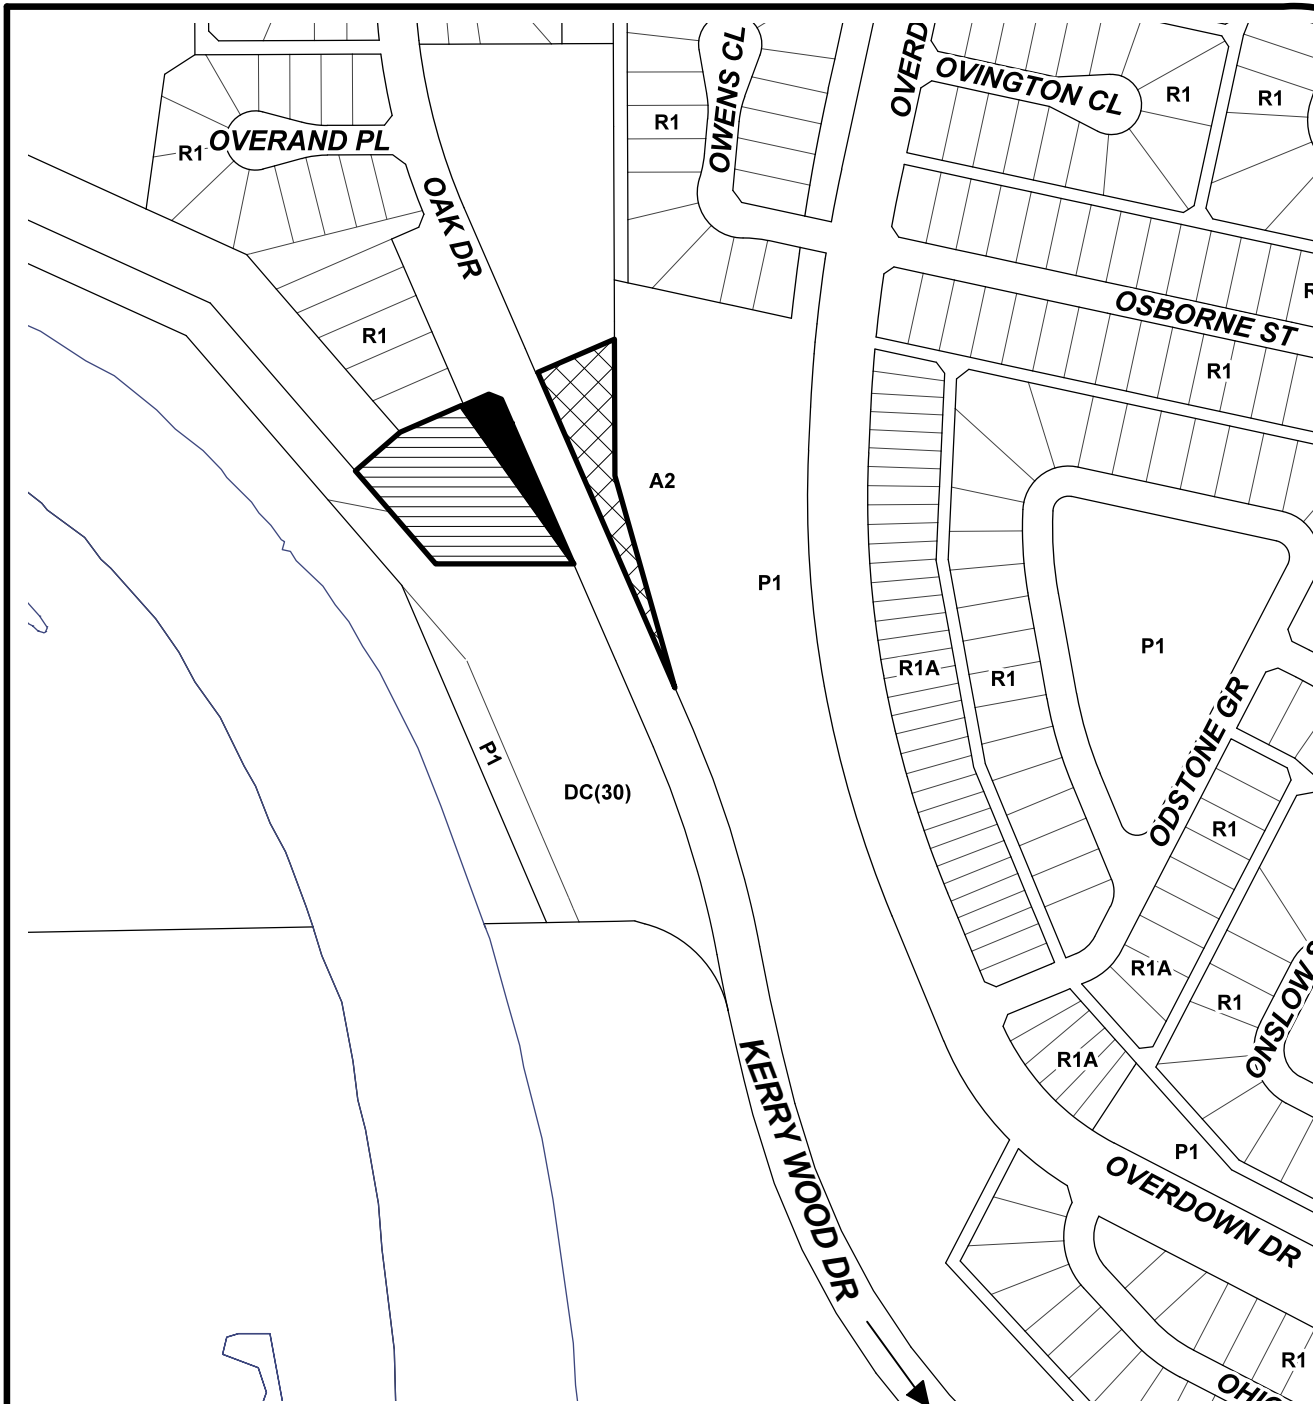 OVERD
OWENS CL
OVINGTON CL
R1
R1
R1
R1
OVERAND PL
OAK DR
OSBORNE ST
R1
R1
A2
P1
P1
R1A
R1
ODSTONE GR
P1
DC(30)
R1
R1A
R1
ONSLOW
R1A
KERRY WOOD DR
P1
OVERDOWN DR
R1